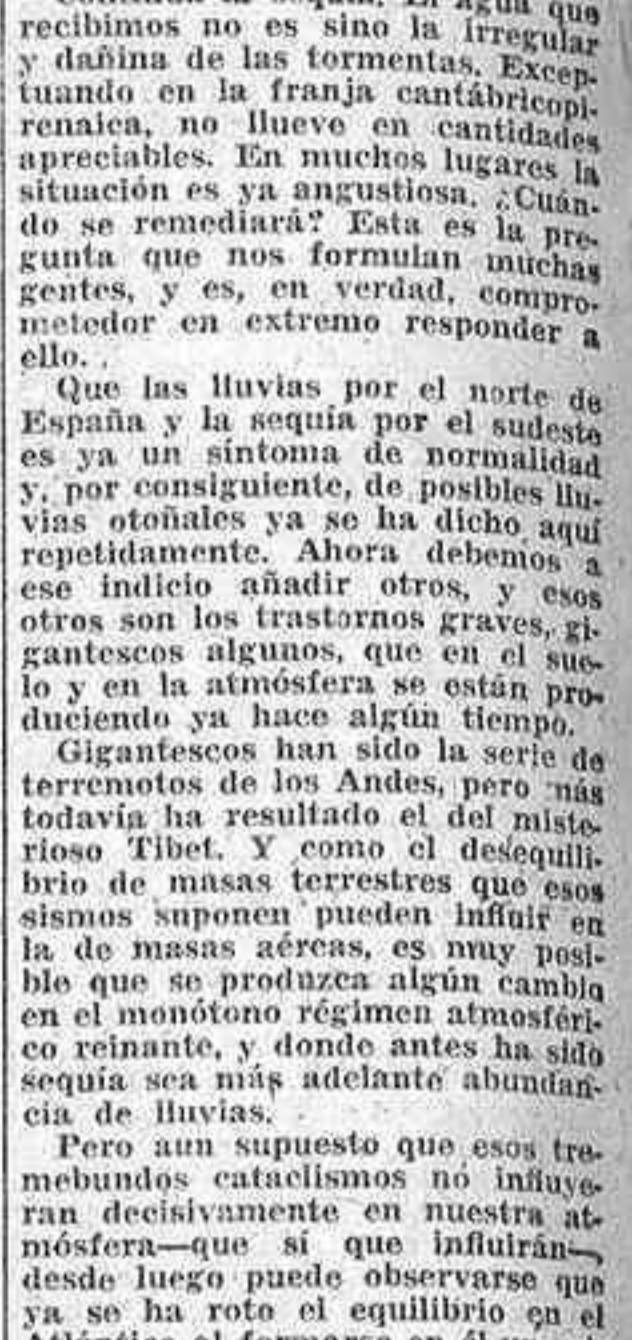 Continúa la sequía. El agua que
recibimos no es sino la irregular
y dañina de las tormentas. Excep-
tuando en la franja cantábricopi-
renaica, no llueve en cantidades
apreciables. En muchos lugares la
situación es ya angustiosa. ¿Cuán-
do se remediará? Esta es la pre-
gunta que nos formulan muchas
gentes, y es, en verdad, compro-
metedor en extremo responder a
ello.
Que las lluvias por el norte de
España y la sequía por el sudeste
es ya un síntoma de normalidad
y, por consiguiente, de posibles llu-
vias otoñales ya se ha dicho aquí
repetidamente. Ahora debemos a
ese indicio añadir otros, y esos
otros son los trastornos graves, gi-
gantescos algunos, que en el sue-
lo y en la atmósfera se están pro-
duciendo ya hace algún tiempo.
Gigantescos han sido la serie de
terremotos de los Andes, pero más
todavía ha resultado el del miste-
rioso Tibet. Y como el desequili-
brio de masas terrestres que esos
sismos suponen pueden influir en
la de masas aéreas, es muy posi-
ble que se produzca algún cambio
en el monótono régimen atmosféri-
co reinante, y donde antes ha sido
sequía sea más adelante abundan-
cia de lluvias.
Pero aun supuesto que esos tre-
mebundos cataclismos no influye-
ran decisivamente en nuestra at-
mósfera—que sí que influirán—,
desde luego puede observarse que
ya se ha roto el equilibrio en el
Atlántico al formarse en